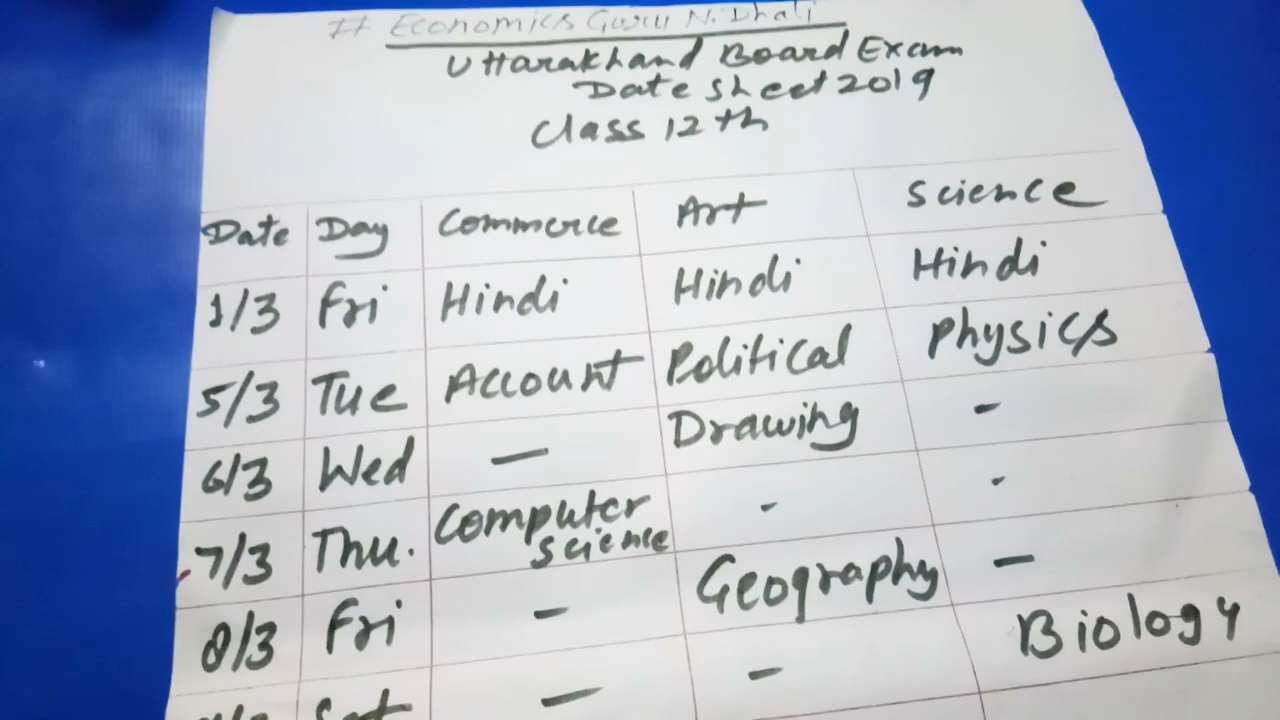 # Economics Guru N. Dhali
Uttarakhand Board Exam
Date sheet 2019
Class 12th
Date Day Commerce Art Science
1/3 Fri Hindi Hindi Hindi
5/3 Tue Account Political Physics
6/3 Wed — Drawing -
7/3 Thu. Computer science - -
8/3 Fri - Geography —
Sat — - Biology